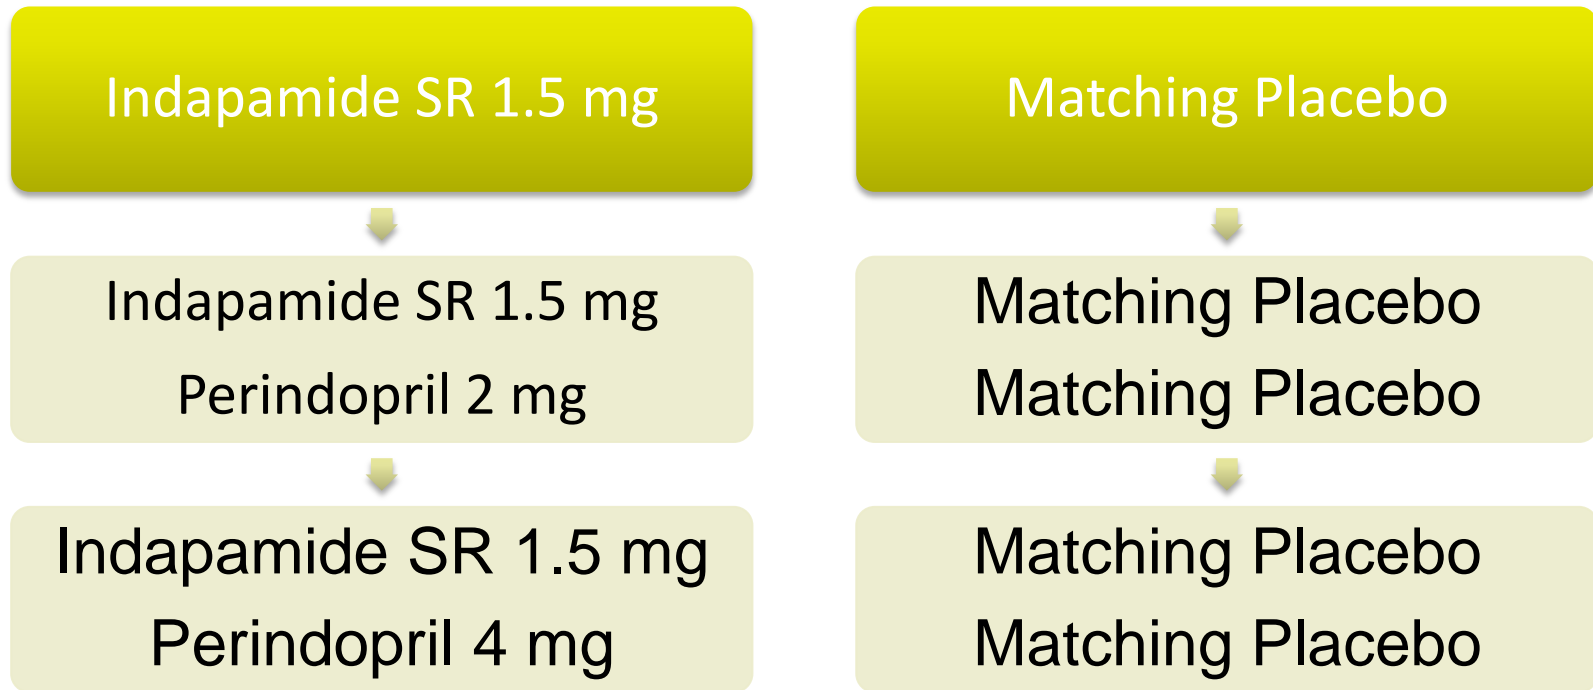 Indapamide SR 1.5 mg
Indapamide SR 1.5 mg
Perindopril 2 mg
Indapamide SR 1.5 mg
Perindopril 4 mg
Matching Placebo
Matching Placebo
Matching Placebo
Matching Placebo
Matching Placebo